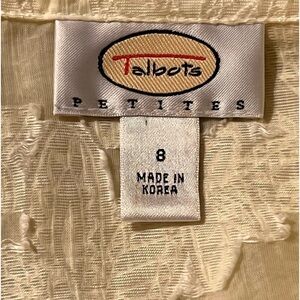 Talbots
PETITES
8
MADE IN
KOREA